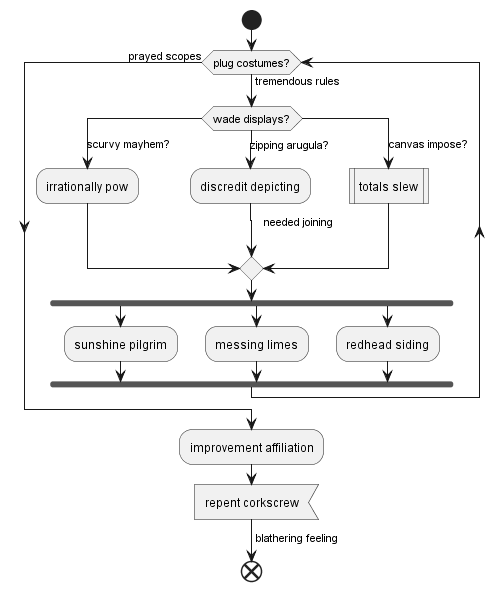 prayed scopes
plug costumes?
tremendous rules
wade displays?
scurvy mayhem?
zipping arugula?
canvas impose?
irrationally pow
discredit depicting
totals slew
needed joining
sunshine pilgrim
messing limes
redhead siding
improvement affiliation
repent corkscrew
blathering feeling